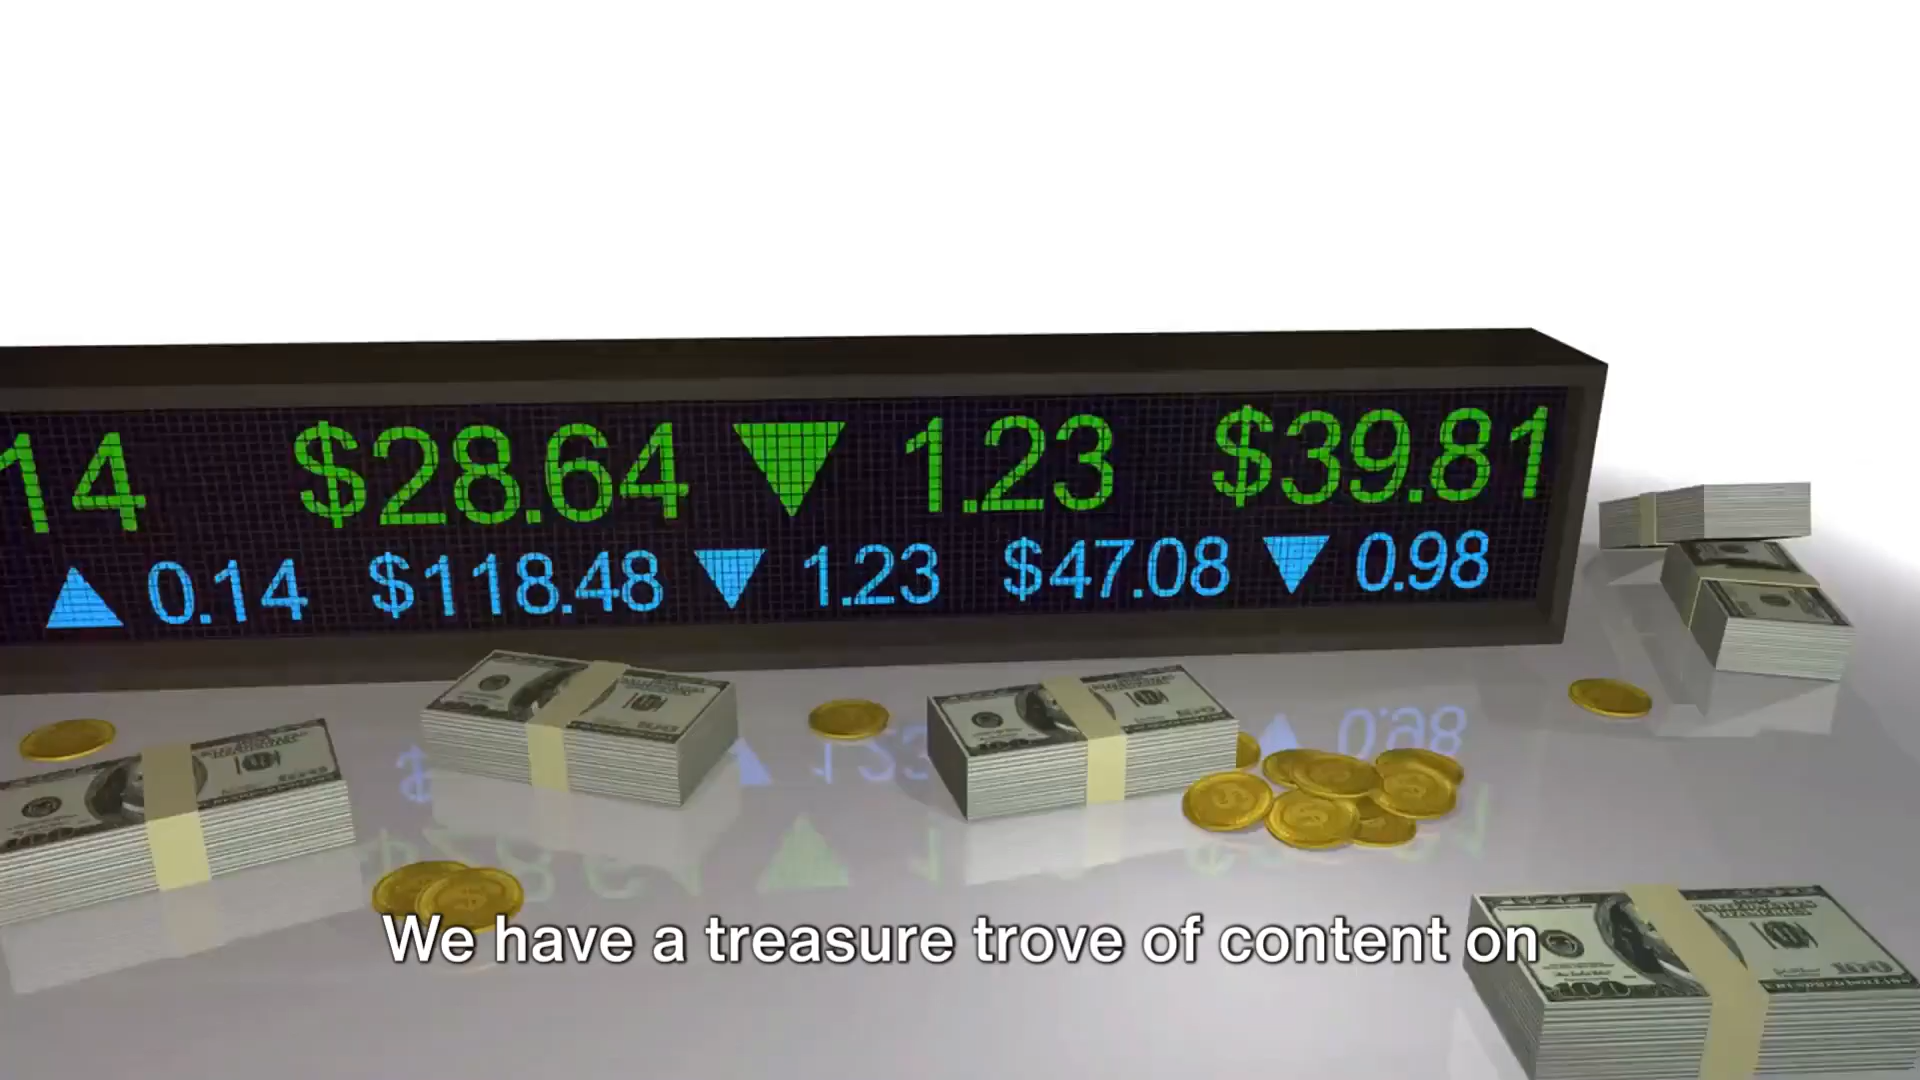 14 $28.64 ▼ 1.23 $39.81
▲ 0.14 $118.48 ▼ 1.23 $47.08 ▼ 0.98
We have a treasure trove of content on